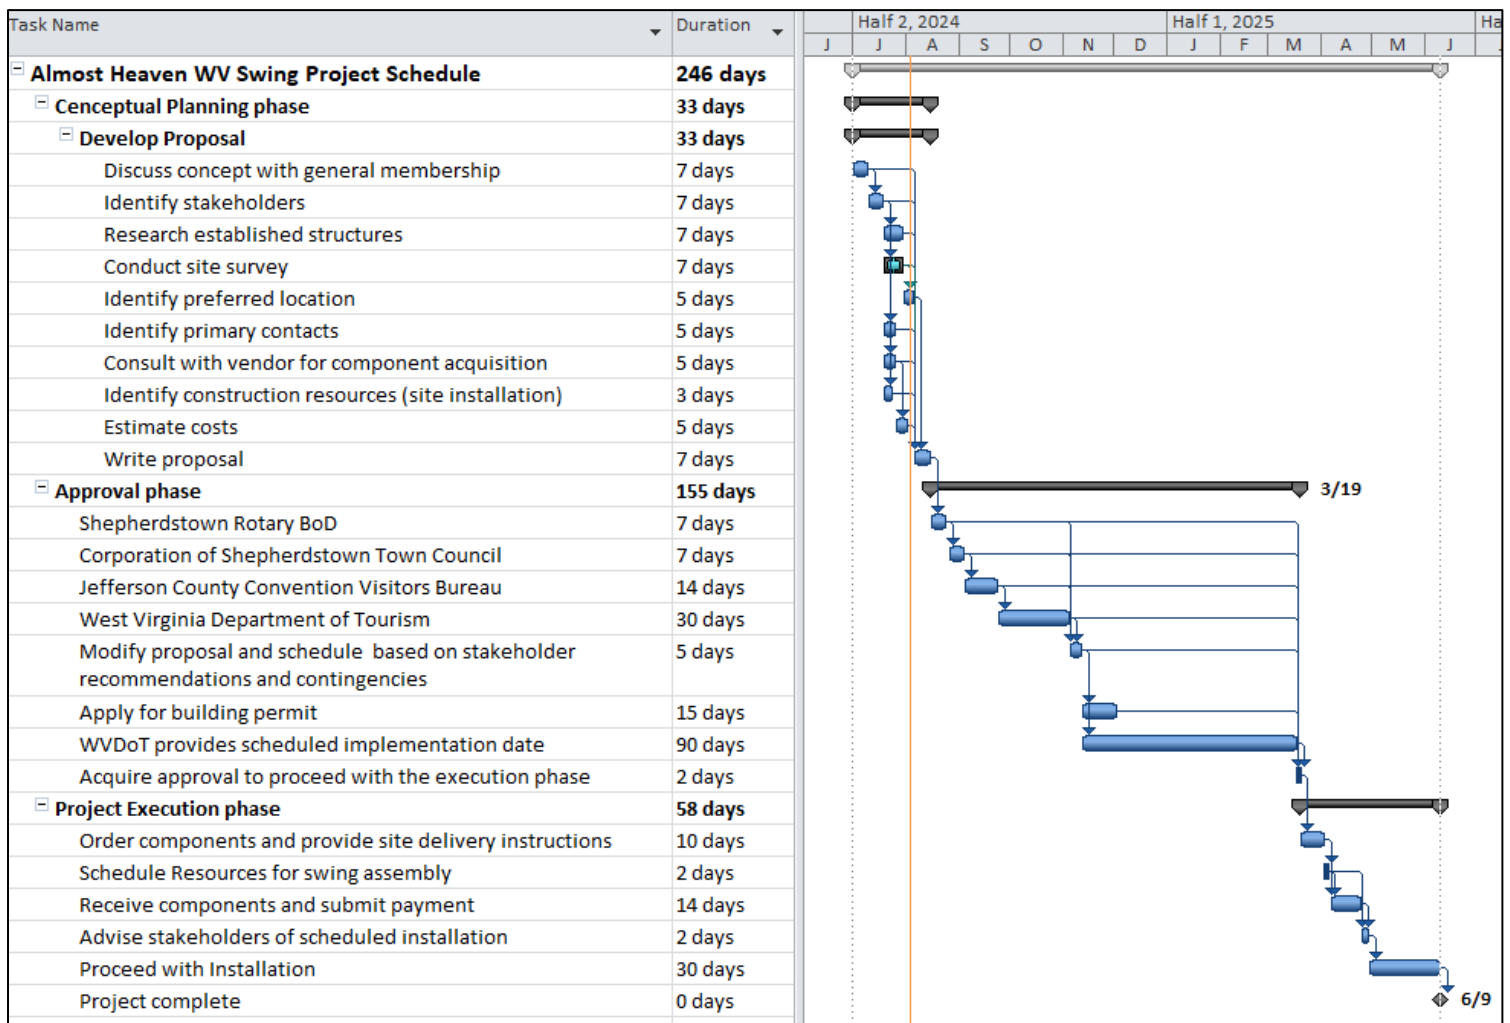 Task Name Duration Half 2, 2024 Half 1, 2025 Ha
J J A S O N D J F M A M J
Almost Heaven WV Swing Project Schedule 246 days
Cenceptual Planning phase 33 days
Develop Proposal 33 days
Discuss concept with general membership 7 days
Identify stakeholders 7 days
Research established structures 7 days
Conduct site survey 7 days
Identify preferred location 5 days
Identify primary contacts 5 days
Consult with vendor for component acquisition 5 days
Identify construction resources (site installation) 3 days
Estimate costs 5 days
Write proposal 7 days
Approval phase 155 days 3/19
Shepherdstown Rotary BoD 7 days
Corporation of Shepherdstown Town Council 7 days
Jefferson County Convention Visitors Bureau 14 days
West Virginia Department of Tourism 30 days
Modify proposal and schedule based on stakeholder 5 days
recommendations and contingencies
Apply for building permit 15 days
WVDoT provides scheduled implementation date 90 days
Acquire approval to proceed with the execution phase 2 days
Project Execution phase 58 days
Order components and provide site delivery instructions 10 days
Schedule Resources for swing assembly 2 days
Receive components and submit payment 14 days
Advise stakeholders of scheduled installation 2 days
Proceed with Installation 30 days
Project complete 0 days 6/9